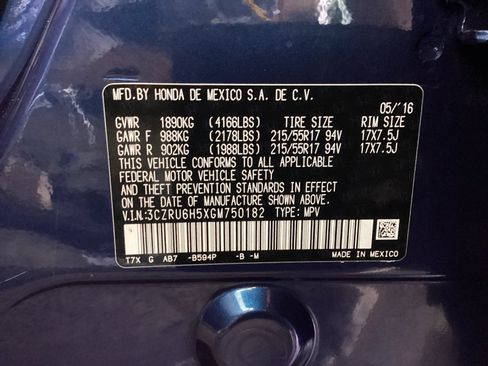 MFD.BY HONDA DE MEXICO S.A. DE C.V.
05/'16
GVWR 1890KG (4166LBS) TIRE SIZE RIM SIZE
GAWR F 988KG (2178LBS) 215/55R17 94V 17X7.5J
GAWR R 902KG (1988LBS) 215/55R17 94V 17X7.5J
THIS VEHICLE CONFORMS TO ALL APPLICABLE
FEDERAL MOTOR VEHICLE SAFETY
AND THEFT PREVENTION STANDARDS IN EFFECT
ON THE DATE OF MANUFACTURE SHOWN ABOVE.
V.I.N:3CZRU6H5XGM750182 TYPE: MPV
T7X G AB7 -B594P -B -M MADE IN MEXICO